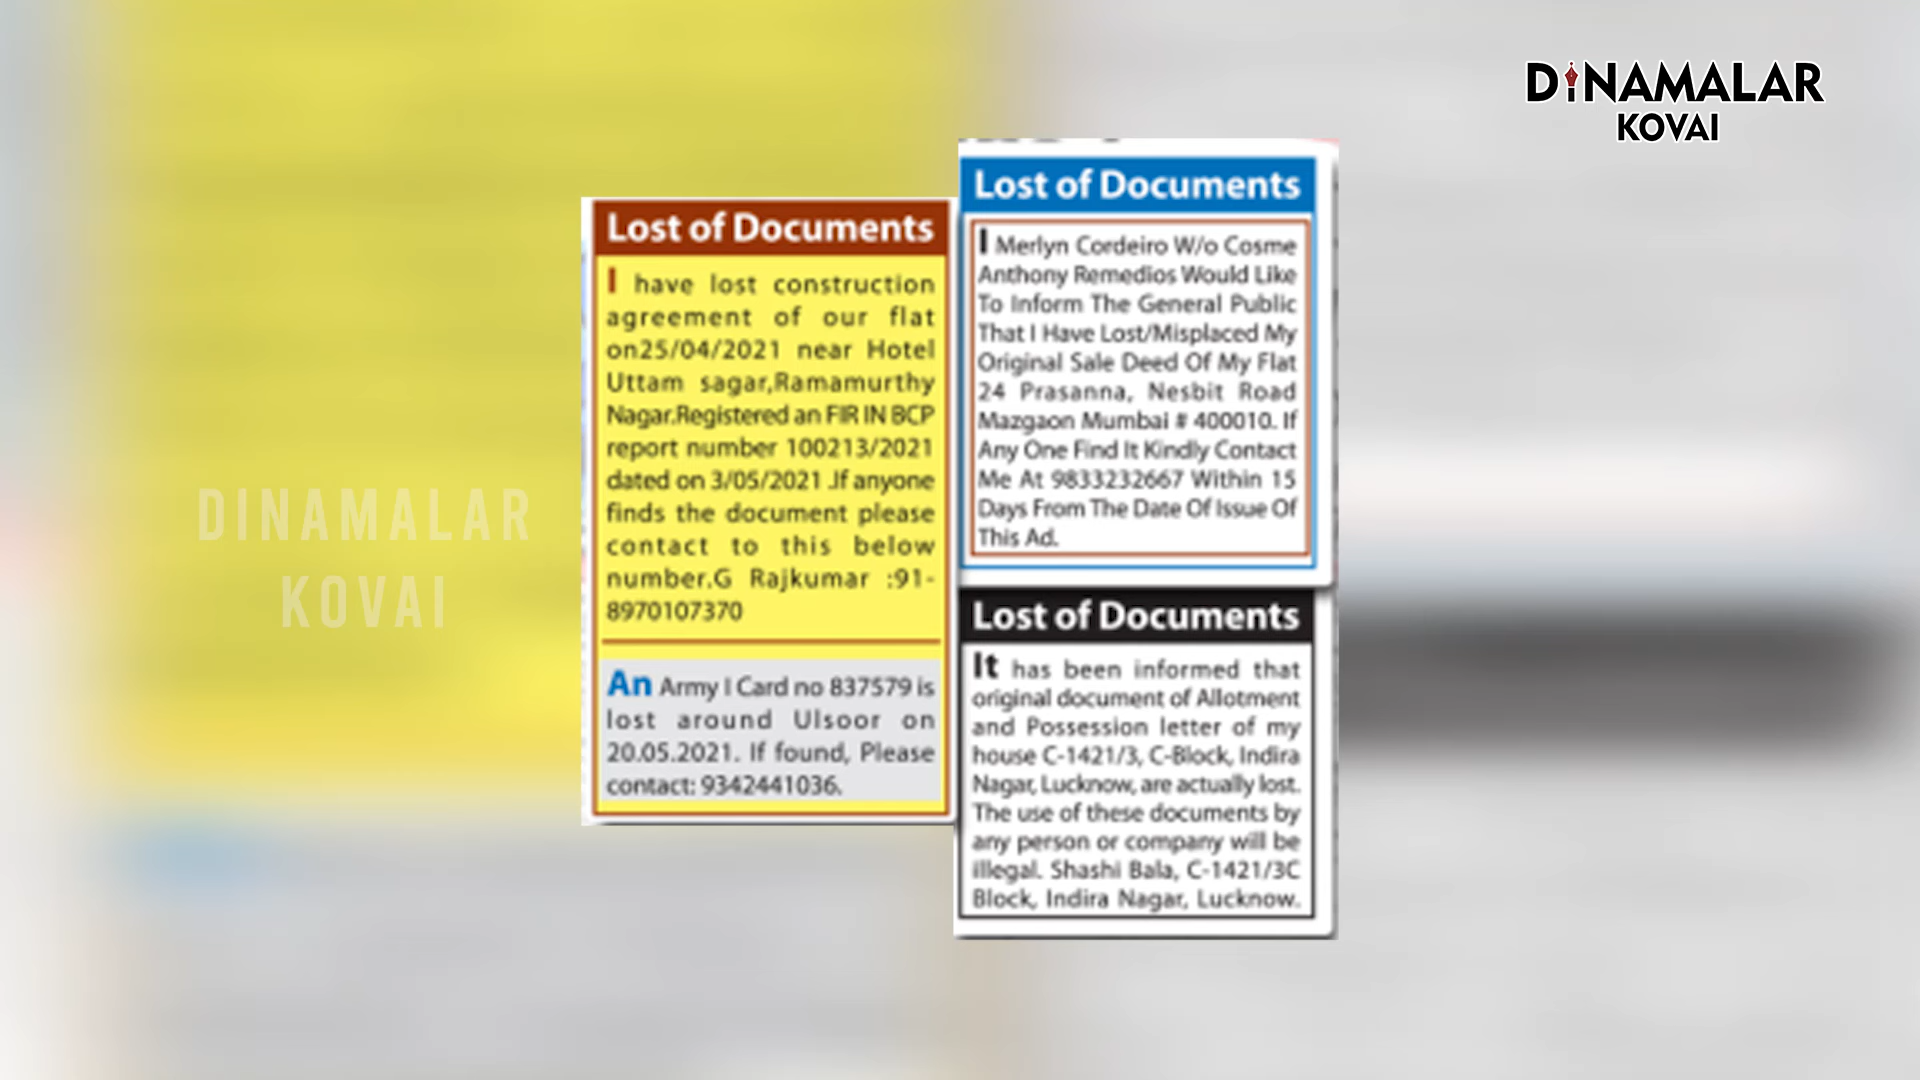 DiNAMALAR
KOVAI
DINAMALAR
KOVAI
Lost of Documents
I have lost construction
agreement of our flat
on25/04/2021 near Hotel
Uttam sagar,Ramamurthy
Nagar.Registered an FIR IN BCP
report number 100213/2021
dated on 3/05/2021 .If anyone
finds the document please
contact to this below
number.G Rajkumar :91-
8970107370
An Army I Card no 837579 is
lost around Ulsoor on
20.05.2021. If found, Please
contact: 9342441036.
Lost of Documents
I Merlyn Cordeiro W/o Cosme
Anthony Remedios Would Like
To Inform The General Public
That I Have Lost/Misplaced My
Original Sale Deed Of My Flat
24 Prasanna, Nesbit Road
Mazgaon Mumbai # 400010. If
Any One Find It Kindly Contact
Me At 9833232667 Within 15
Days From The Date Of Issue Of
This Ad.
Lost of Documents
It has been informed that
original document of Allotment
and Possession letter of my
house C-1421/3, C-Block, Indira
Nagar, Lucknow, are actually lost.
The use of these documents by
any person or company will be
illegal. Shashi Bala, C-1421/3C
Block, Indira Nagar, Lucknow.